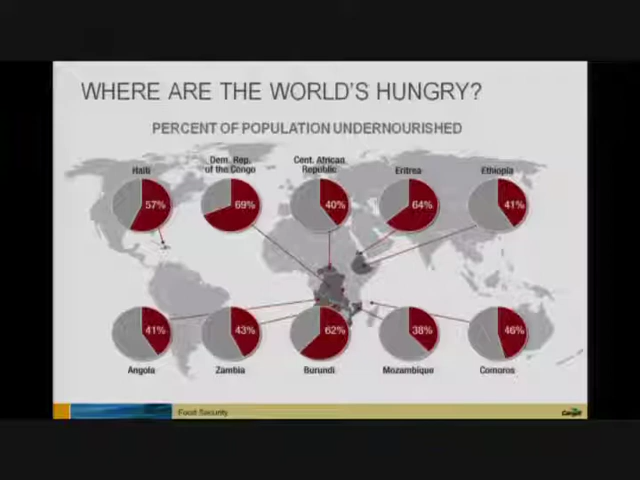 WHERE ARE THE WORLD'S HUNGRY?
PERCENT OF POPULATION UNDERNOURISHED
Haiti
Dem. Rep.
of the Congo
Cent. African
Republic
Eritrea
Ethiopia
57%
69%
40%
64%
41%
41%
43%
62%
38%
46%
Angola
Zambia
Burundi
Mozambique
Comoros
Food Security
Cargill